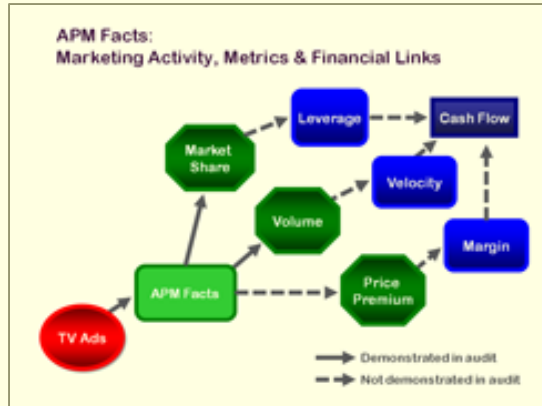 APM Facts:
Marketing Activity, Metrics & Financial Links
Leverage
Cash Flow
Market
Share
Velocity
Volume
Margin
APM Facts
Price
Premium
TV Ads
Demonstrated in audit
Not demonstrated in audit